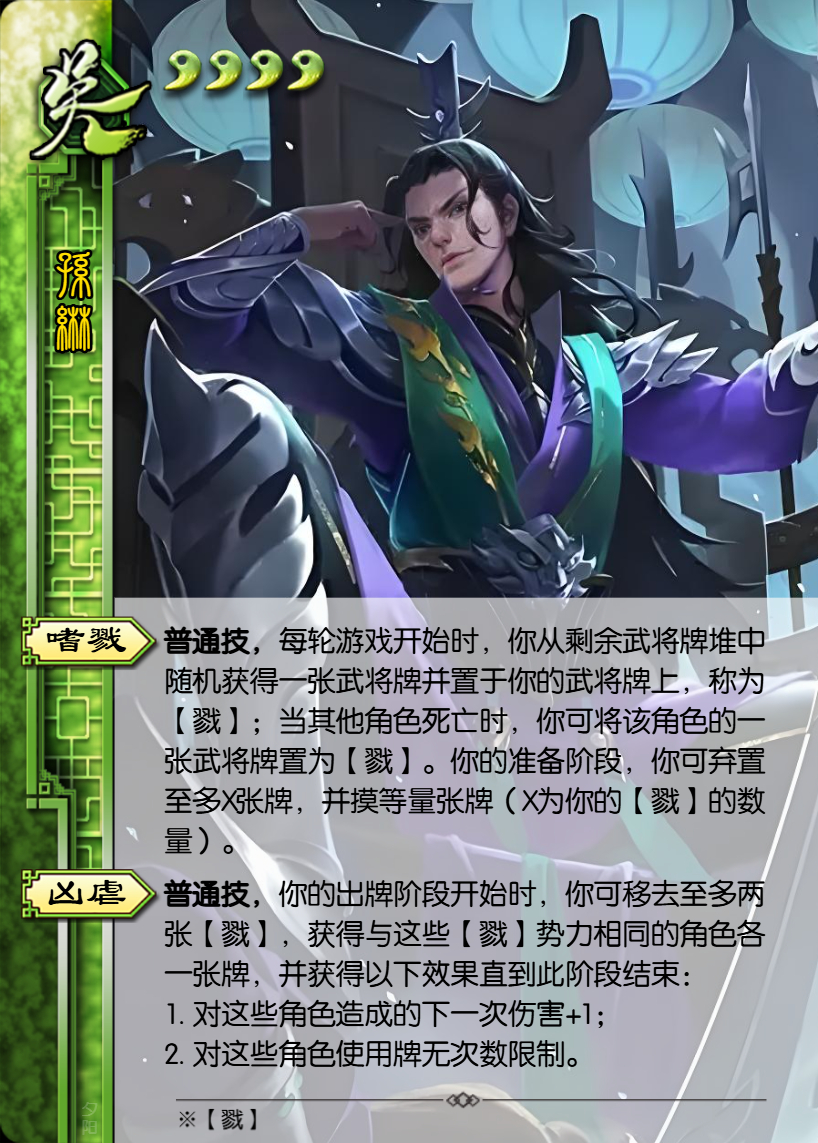 吴
孫
綝
嗜戮
普通技，每轮游戏开始时，你从剩余武将牌堆中
随机获得一张武将牌并置于你的武将牌上，称为
【戮】；当其他角色死亡时，你可将该角色的一
张武将牌置为【戮】。你的准备阶段，你可弃置
至多X张牌，并摸等量张牌（X为你的【戮】的数
量）。
凶虐
普通技，你的出牌阶段开始时，你可移去至多两
张【戮】，获得与这些【戮】势力相同的角色各
一张牌，并获得以下效果直到此阶段结束：
1. 对这些角色造成的下一次伤害+1；
2. 对这些角色使用牌无次数限制。
※【戮】
夕
阳